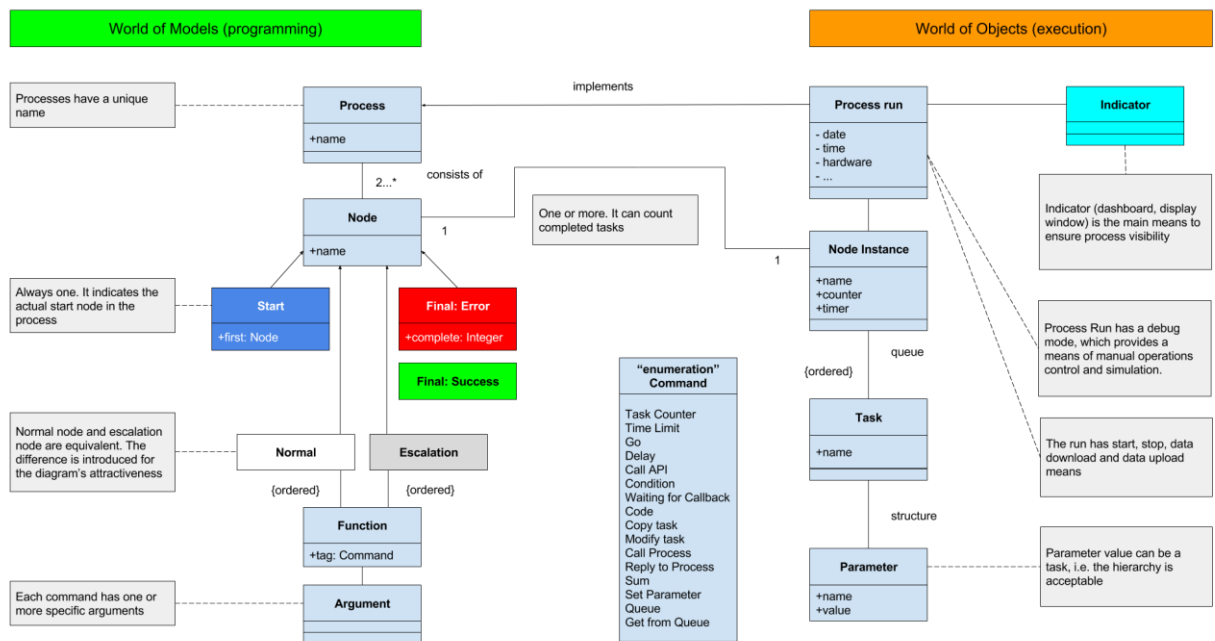 World of Models (programming)
World of Objects (execution)
Processes have a unique
name
Process
+name
implements
Process run
- date
- time
- hardware
- ...
Indicator
consists of
2...*
Node
+name
1
One or more. It can count
completed tasks
Indicator (dashboard, display
window) is the main means to
ensure process visibility
Node Instance
+name
+counter
+timer
1
Always one. It indicates the
actual start node in the
process
Start
+first: Node
Final: Error
+complete: Integer
Final: Success
Process Run has a debug
mode, which provides a
means of manual operations
control and simulation.
queue
{ordered}
“enumeration”
Command
Task Counter
Time Limit
Go
Delay
Call API
Condition
Waiting for Callback
Code
Copy task
Modify task
Call Process
Reply to Process
Sum
Set Parameter
Queue
Get from Queue
Task
+name
Normal node and escalation
node are equivalent. The
difference is introduced for
the diagram’s attractiveness
Normal
Escalation
{ordered}
{ordered}
The run has start, stop, data
download and data upload
means
Function
+tag: Command
structure
Parameter
+name
+value
Parameter value can be a
task, i.e. the hierarchy is
acceptable
Each command has one or
more specific arguments
Argument